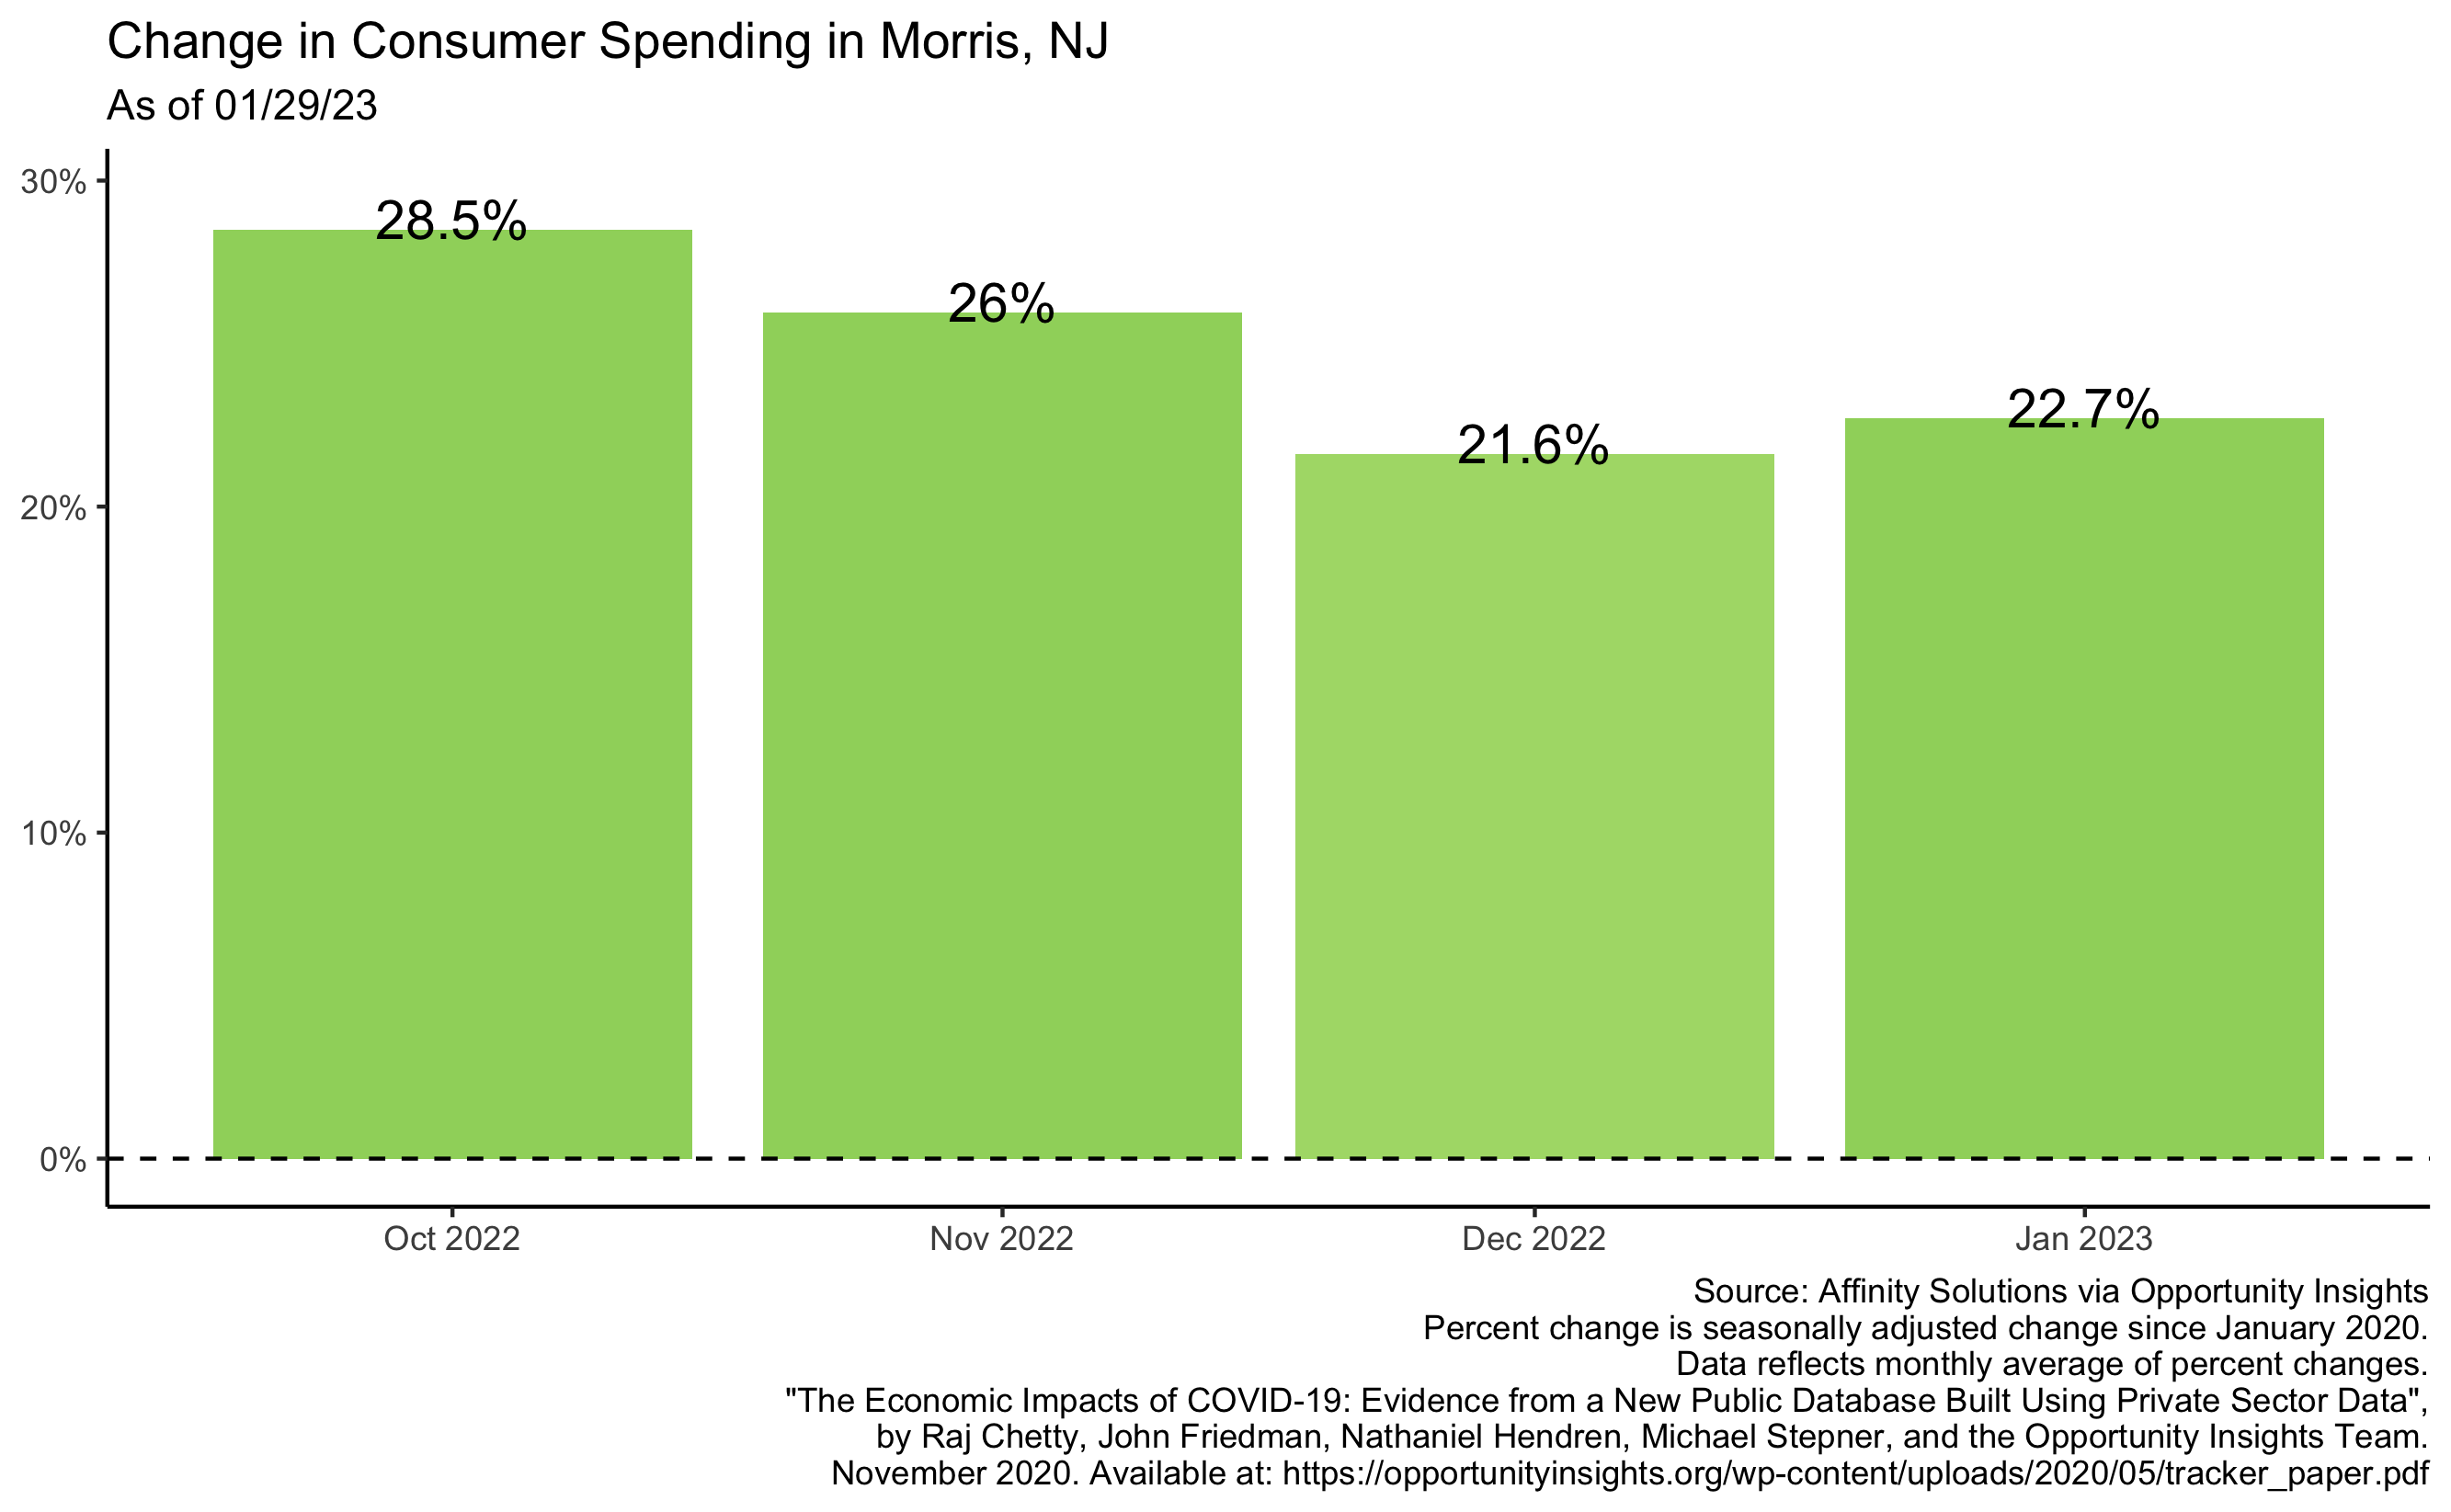 Change in Consumer Spending in Morris, NJ
As of 01/29/23
30%
20%
10%
0%
28.5%
26%
21.6%
22.7%
Oct 2022
Nov 2022
Dec 2022
Jan 2023
Source: Affinity Solutions via Opportunity Insights
Percent change is seasonally adjusted change since January 2020.
Data reflects monthly average of percent changes.
"The Economic Impacts of COVID-19: Evidence from a New Public Database Built Using Private Sector Data",
by Raj Chetty, John Friedman, Nathaniel Hendren, Michael Stepner, and the Opportunity Insights Team.
November 2020. Available at: https://opportunityinsights.org/wp-content/uploads/2020/05/tracker_paper.pdf